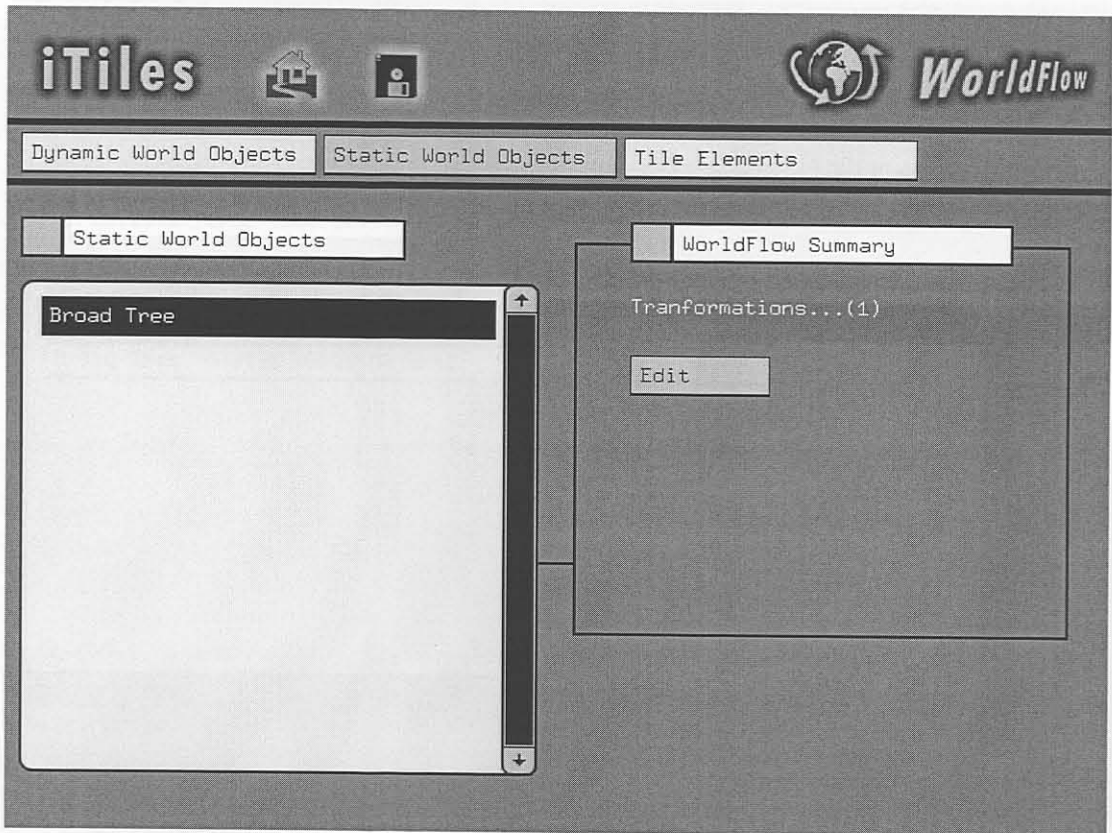 iTiles
WorldFlow
Dynamic World Objects
Static World Objects
Tile Elements
Static World Objects
Broad Tree
WorldFlow Summary
Tranformations...(1)
Edit